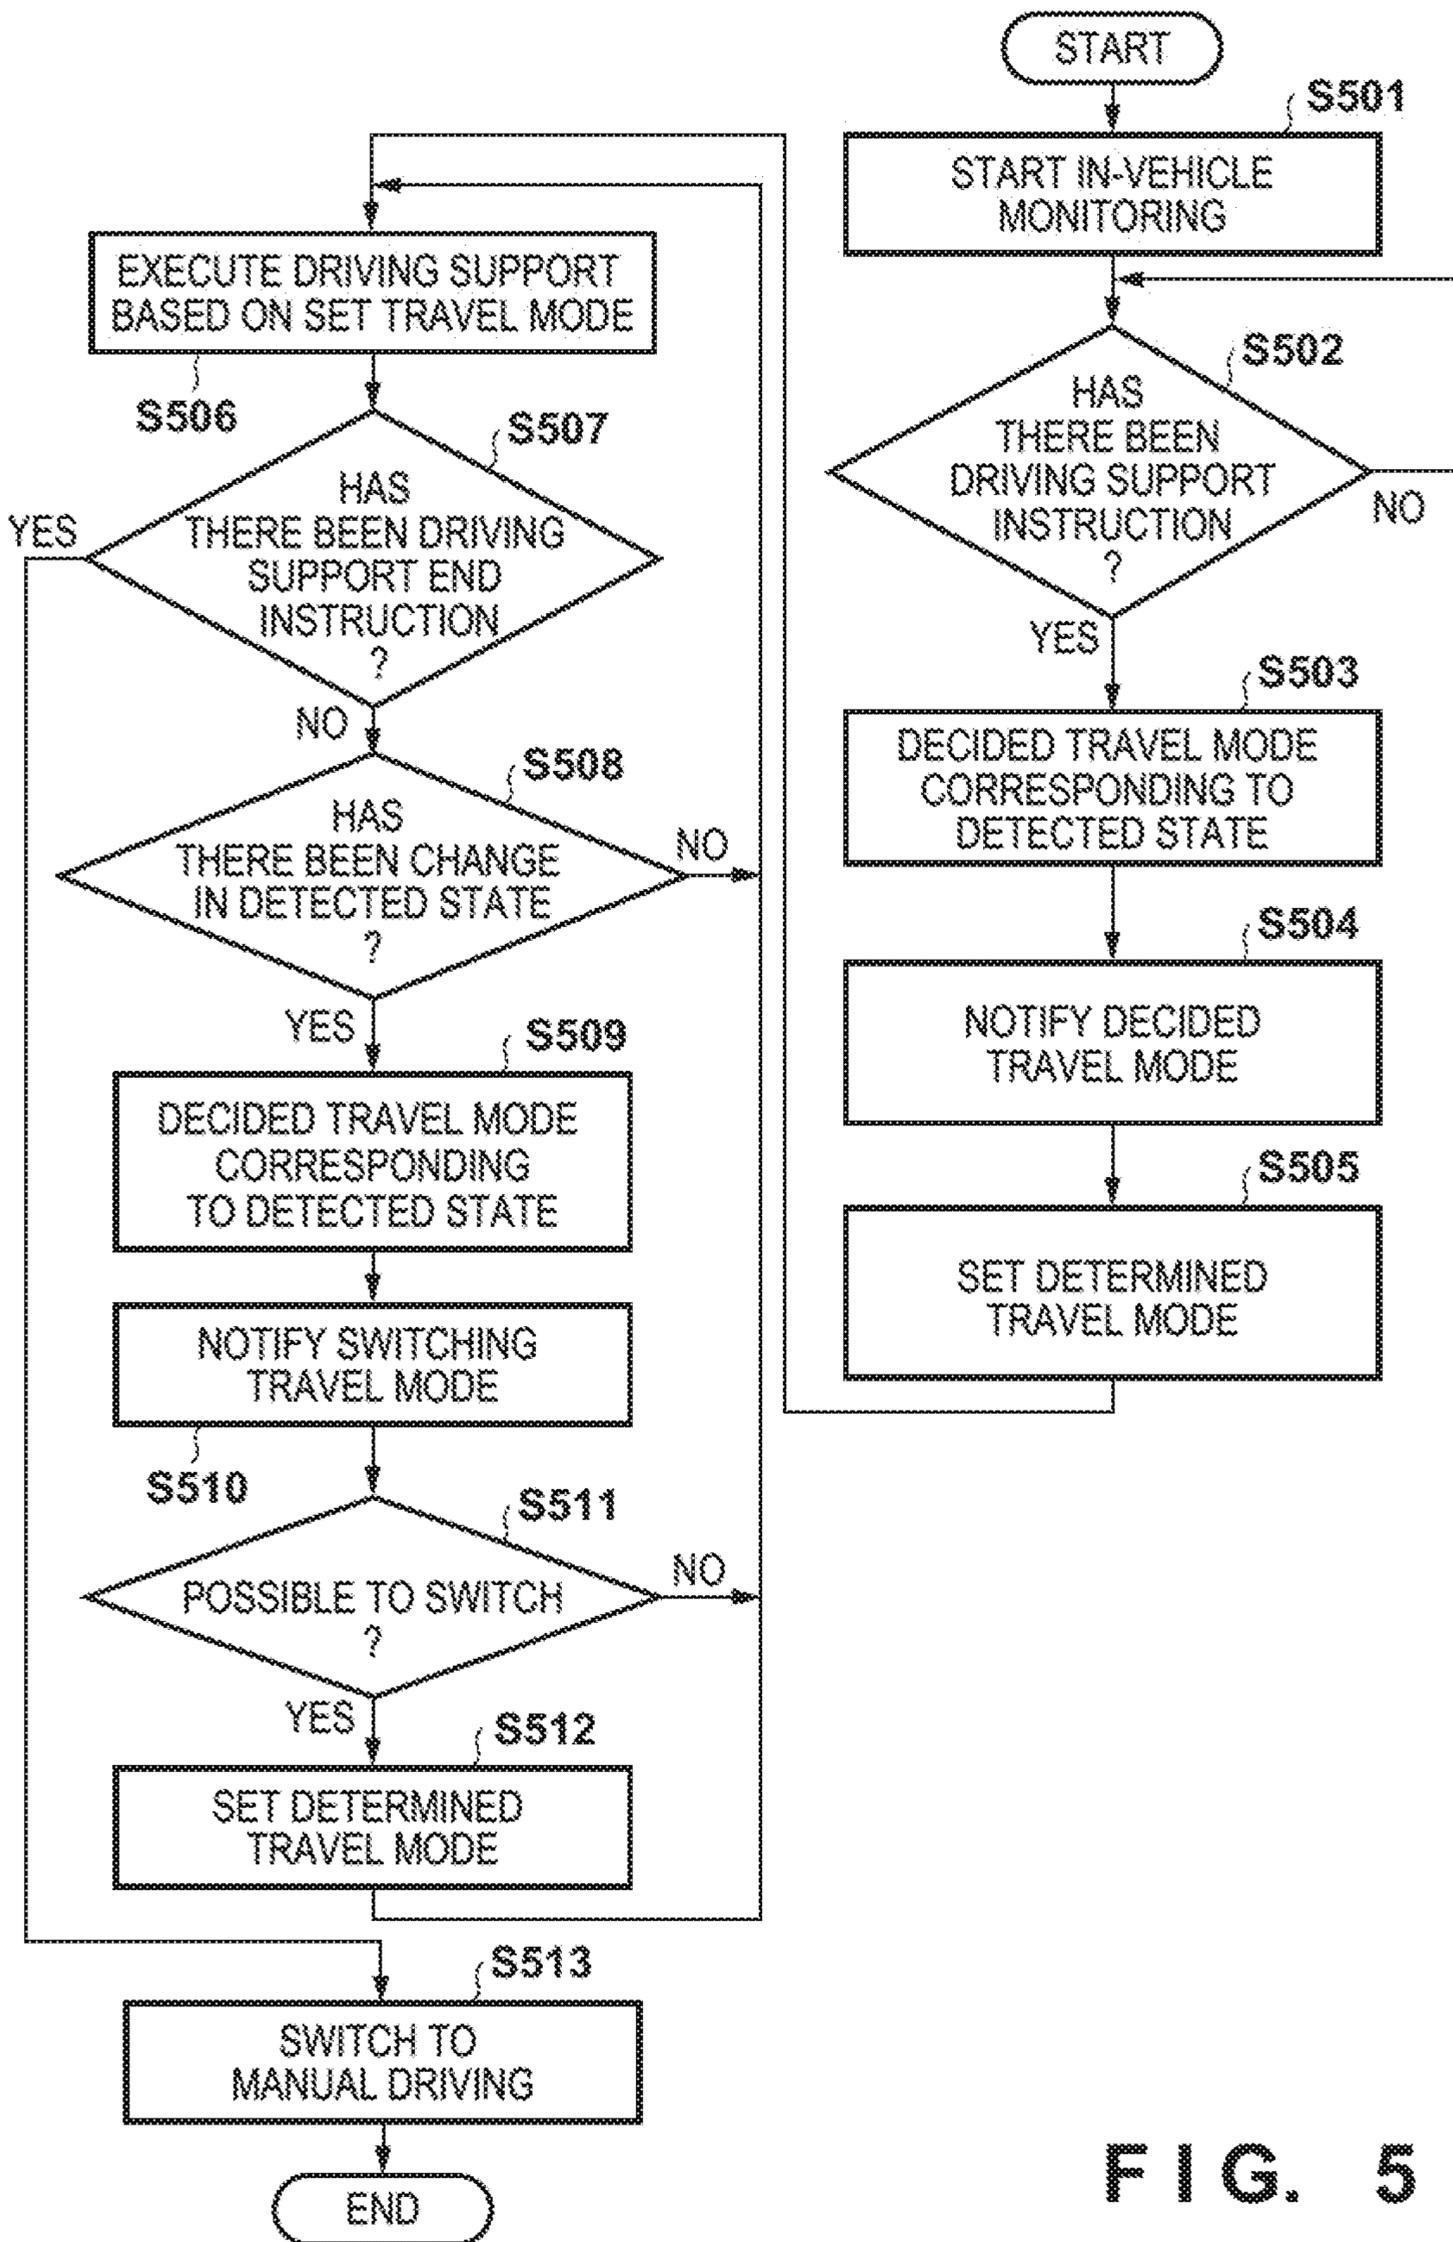 START
S501
START IN-VEHICLE
MONITORING
S502
HAS
THERE BEEN
DRIVING SUPPORT
INSTRUCTION
?
NO
YES
S503
DECIDED TRAVEL MODE
CORRESPONDING TO
DETECTED STATE
S504
NOTIFY DECIDED
TRAVEL MODE
S505
SET DETERMINED
TRAVEL MODE
EXECUTE DRIVING SUPPORT
BASED ON SET TRAVEL MODE
S506
S507
HAS
THERE BEEN DRIVING
SUPPORT END
INSTRUCTION
?
YES
NO
S508
HAS
THERE BEEN CHANGE
IN DETECTED STATE
?
NO
YES
S509
DECIDED TRAVEL MODE
CORRESPONDING
TO DETECTED STATE
NOTIFY SWITCHING
TRAVEL MODE
S510
S511
POSSIBLE TO SWITCH
?
NO
YES
S512
SET DETERMINED
TRAVEL MODE
S513
SWITCH TO
MANUAL DRIVING
END
FIG. 5